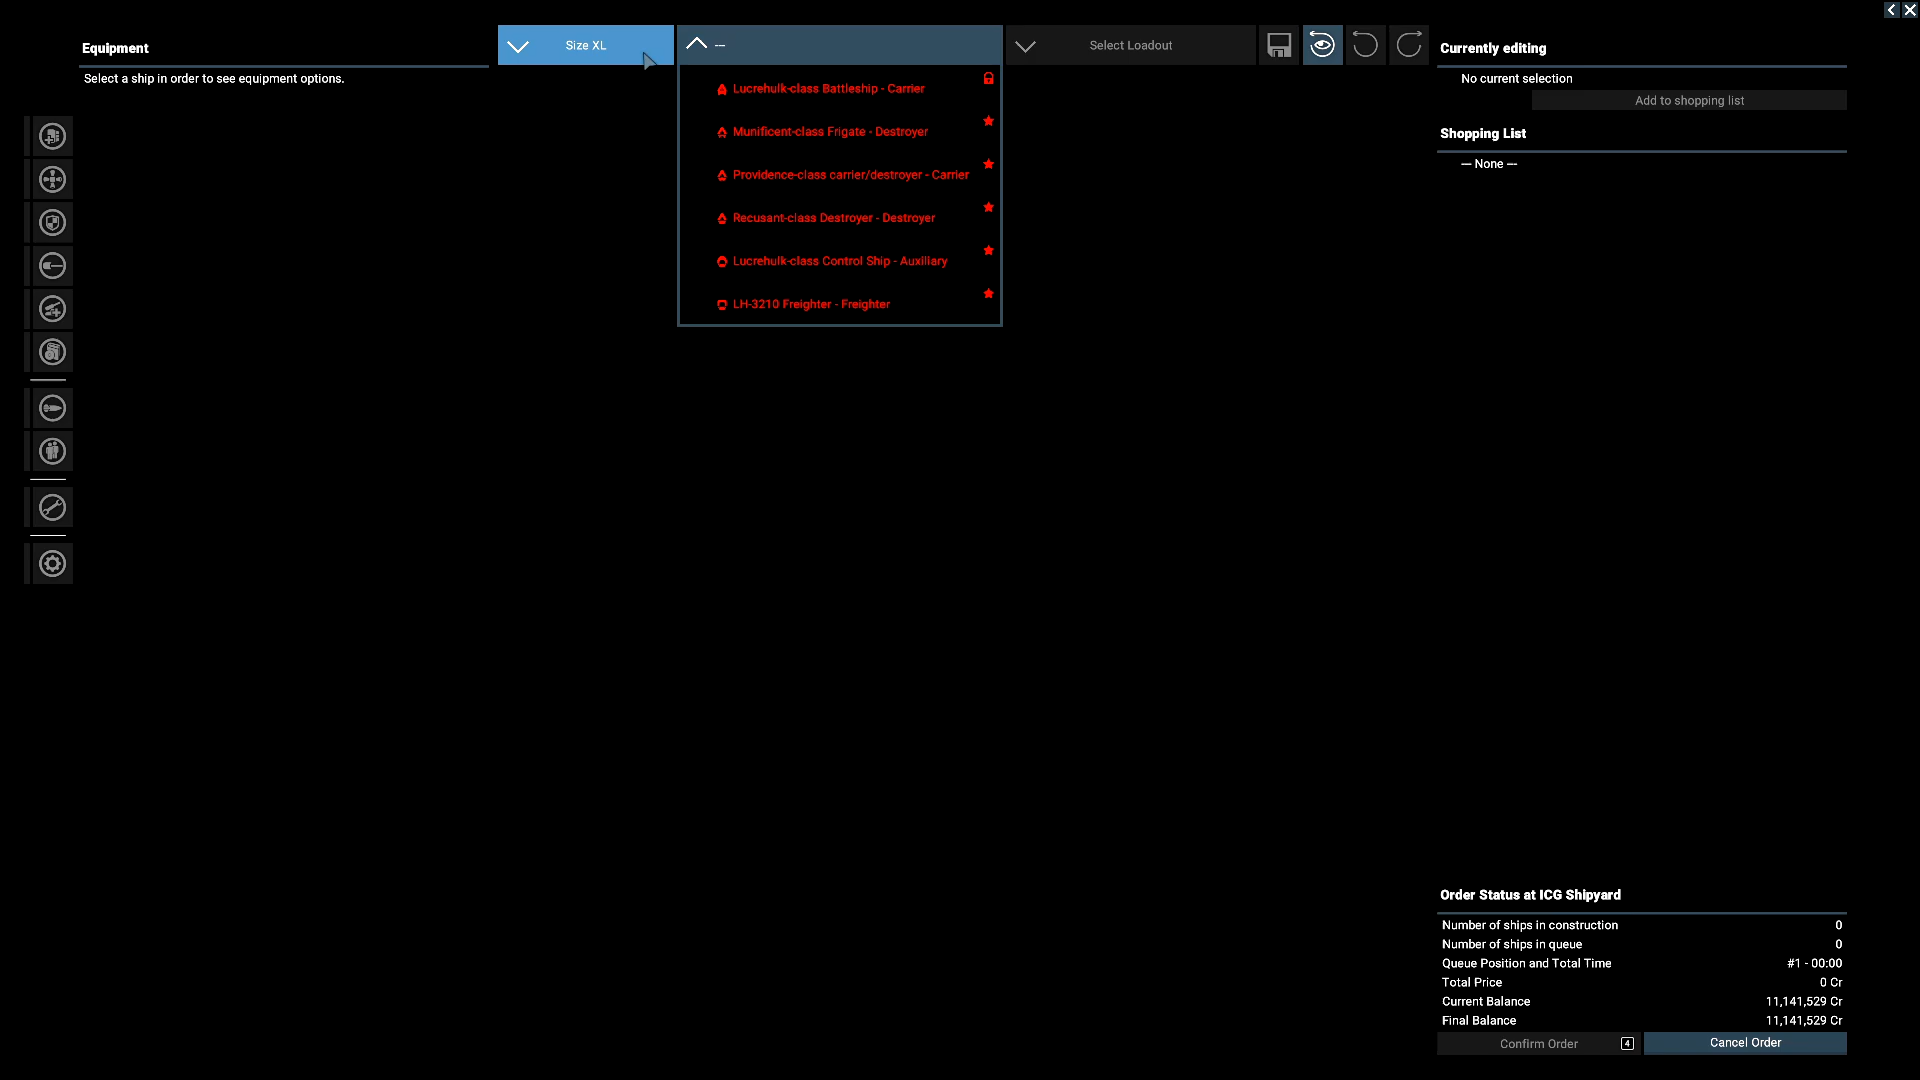 Equipment
Select a ship in order to see equipment options.
Size XL
---
Select Loadout
Lucrehulk-class Battleship - Carrier
Munificent-class Frigate - Destroyer
Providence-class carrier/destroyer - Carrier
Recusant-class Destroyer - Destroyer
Lucrehulk-class Control Ship - Auxiliary
LH-3210 Freighter - Freighter
Currently editing
No current selection
Add to shopping list
Shopping List
--- None ---
Order Status at ICG Shipyard
Number of ships in construction 0
Number of ships in queue 0
Queue Position and Total Time #1 - 00:00
Total Price 0 Cr
Current Balance 11,141,529 Cr
Final Balance 11,141,529 Cr
Confirm Order 4
Cancel Order